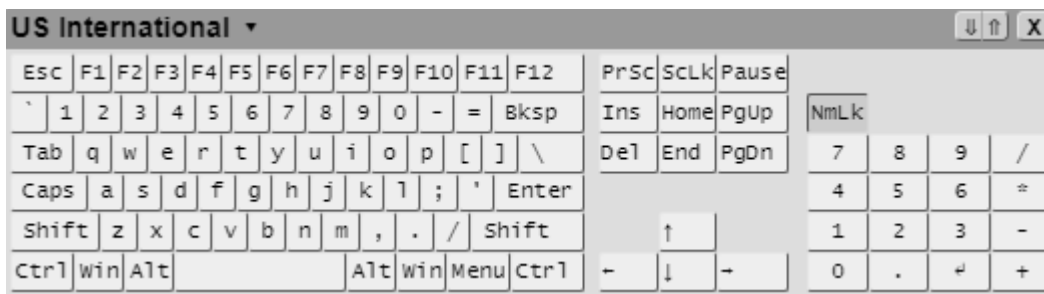 US International ▾ ⇓ ⇑ X
Esc F1 F2 F3 F4 F5 F6 F7 F8 F9 F10 F11 F12 PrSc ScLk Pause
` 1 2 3 4 5 6 7 8 9 0 - = Bksp Ins Home PgUp NmLk
Tab q w e r t y u i o p [ ] \ Del End PgDn 7 8 9 /
Caps a s d f g h j k l ; ' Enter 4 5 6 *
Shift z x c v b n m , . / Shift ↑ 1 2 3 -
Ctrl Win Alt Alt Win Menu Ctrl ← ↓ → 0 . ↵ +